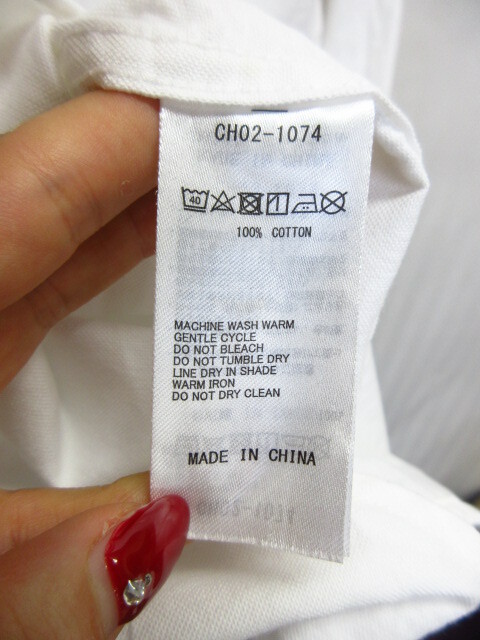 CH02-1074
40
100% COTTON
MACHINE WASH WARM
GENTLE CYCLE
DO NOT BLEACH
DO NOT TUMBLE DRY
LINE DRY IN SHADE
WARM IRON
DO NOT DRY CLEAN
MADE IN CHINA